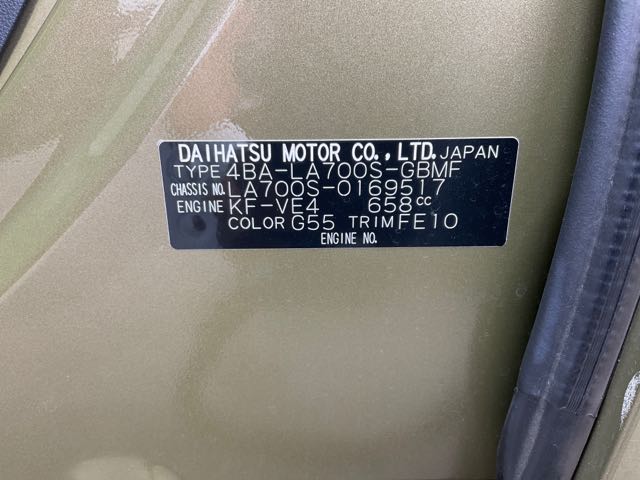 DAIHATSU MOTOR CO., LTD. JAPAN
TYPE 4BA-LA700S-GBMF
CHASSIS NO. LA700S-0169517
ENGINE KF-VE4 658cc
COLOR G55 TRIM FE10
ENGINE NO.